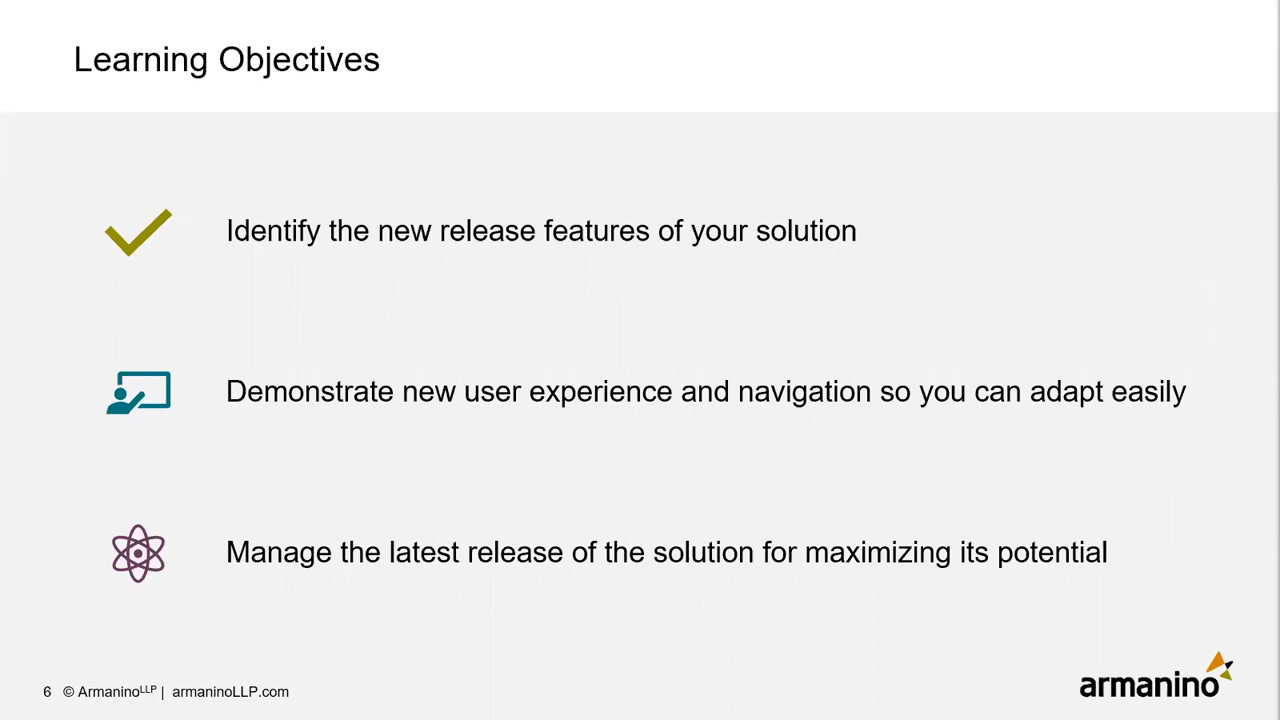 Learning Objectives
Identify the new release features of your solution
Demonstrate new user experience and navigation so you can adapt easily
Manage the latest release of the solution for maximizing its potential
6 © ArmaninoLLP | armaninoLLP.com
armanino